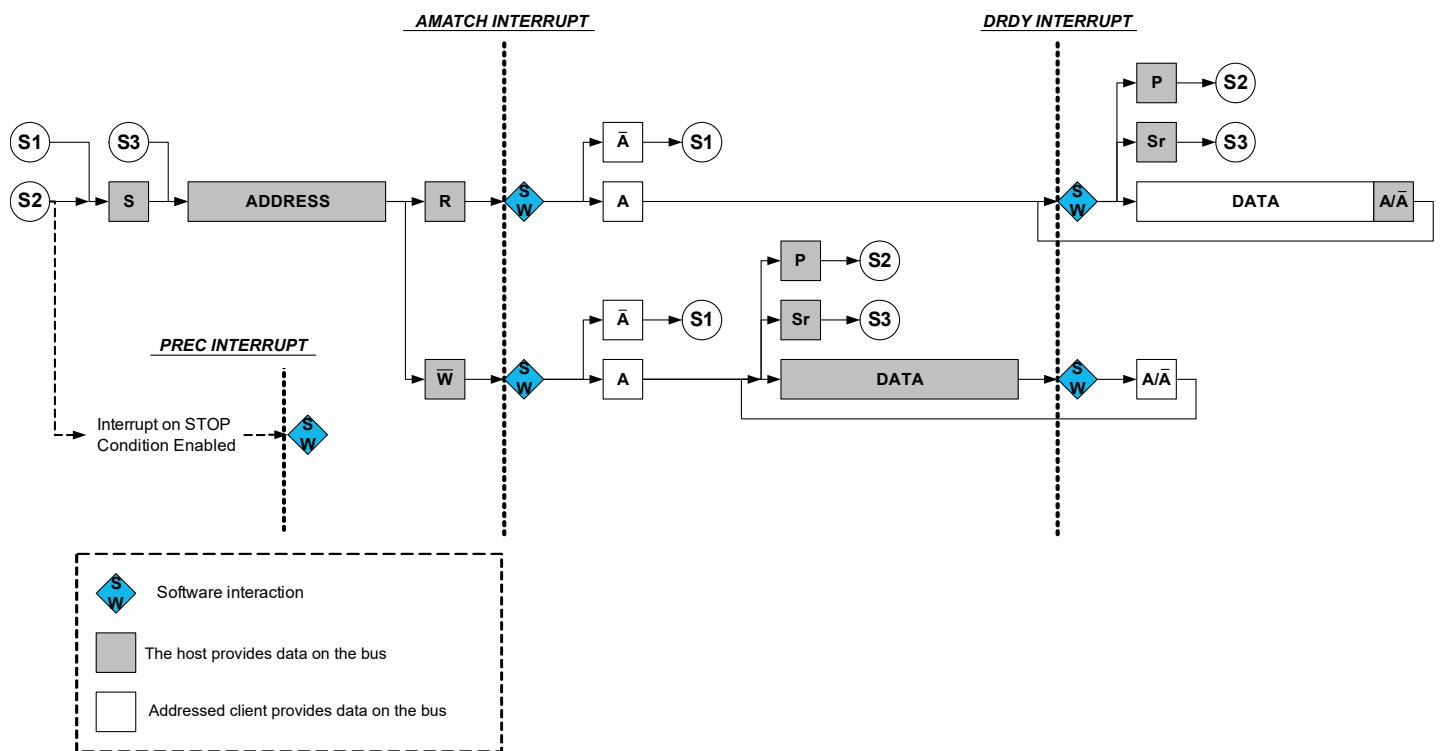 AMATCH INTERRUPT
DRDY INTERRUPT
P
S2
S1
S3
Ā
S1
Sr
S3
S2
S
ADDRESS
R
S
W
A
S
W
DATA
A/Ā
P
S2
Ā
S1
Sr
S3
PREC INTERRUPT
W̅
S
W
A
DATA
S
W
A/Ā
Interrupt on STOP
Condition Enabled
S
W
S
W
Software interaction
The host provides data on the bus
Addressed client provides data on the bus